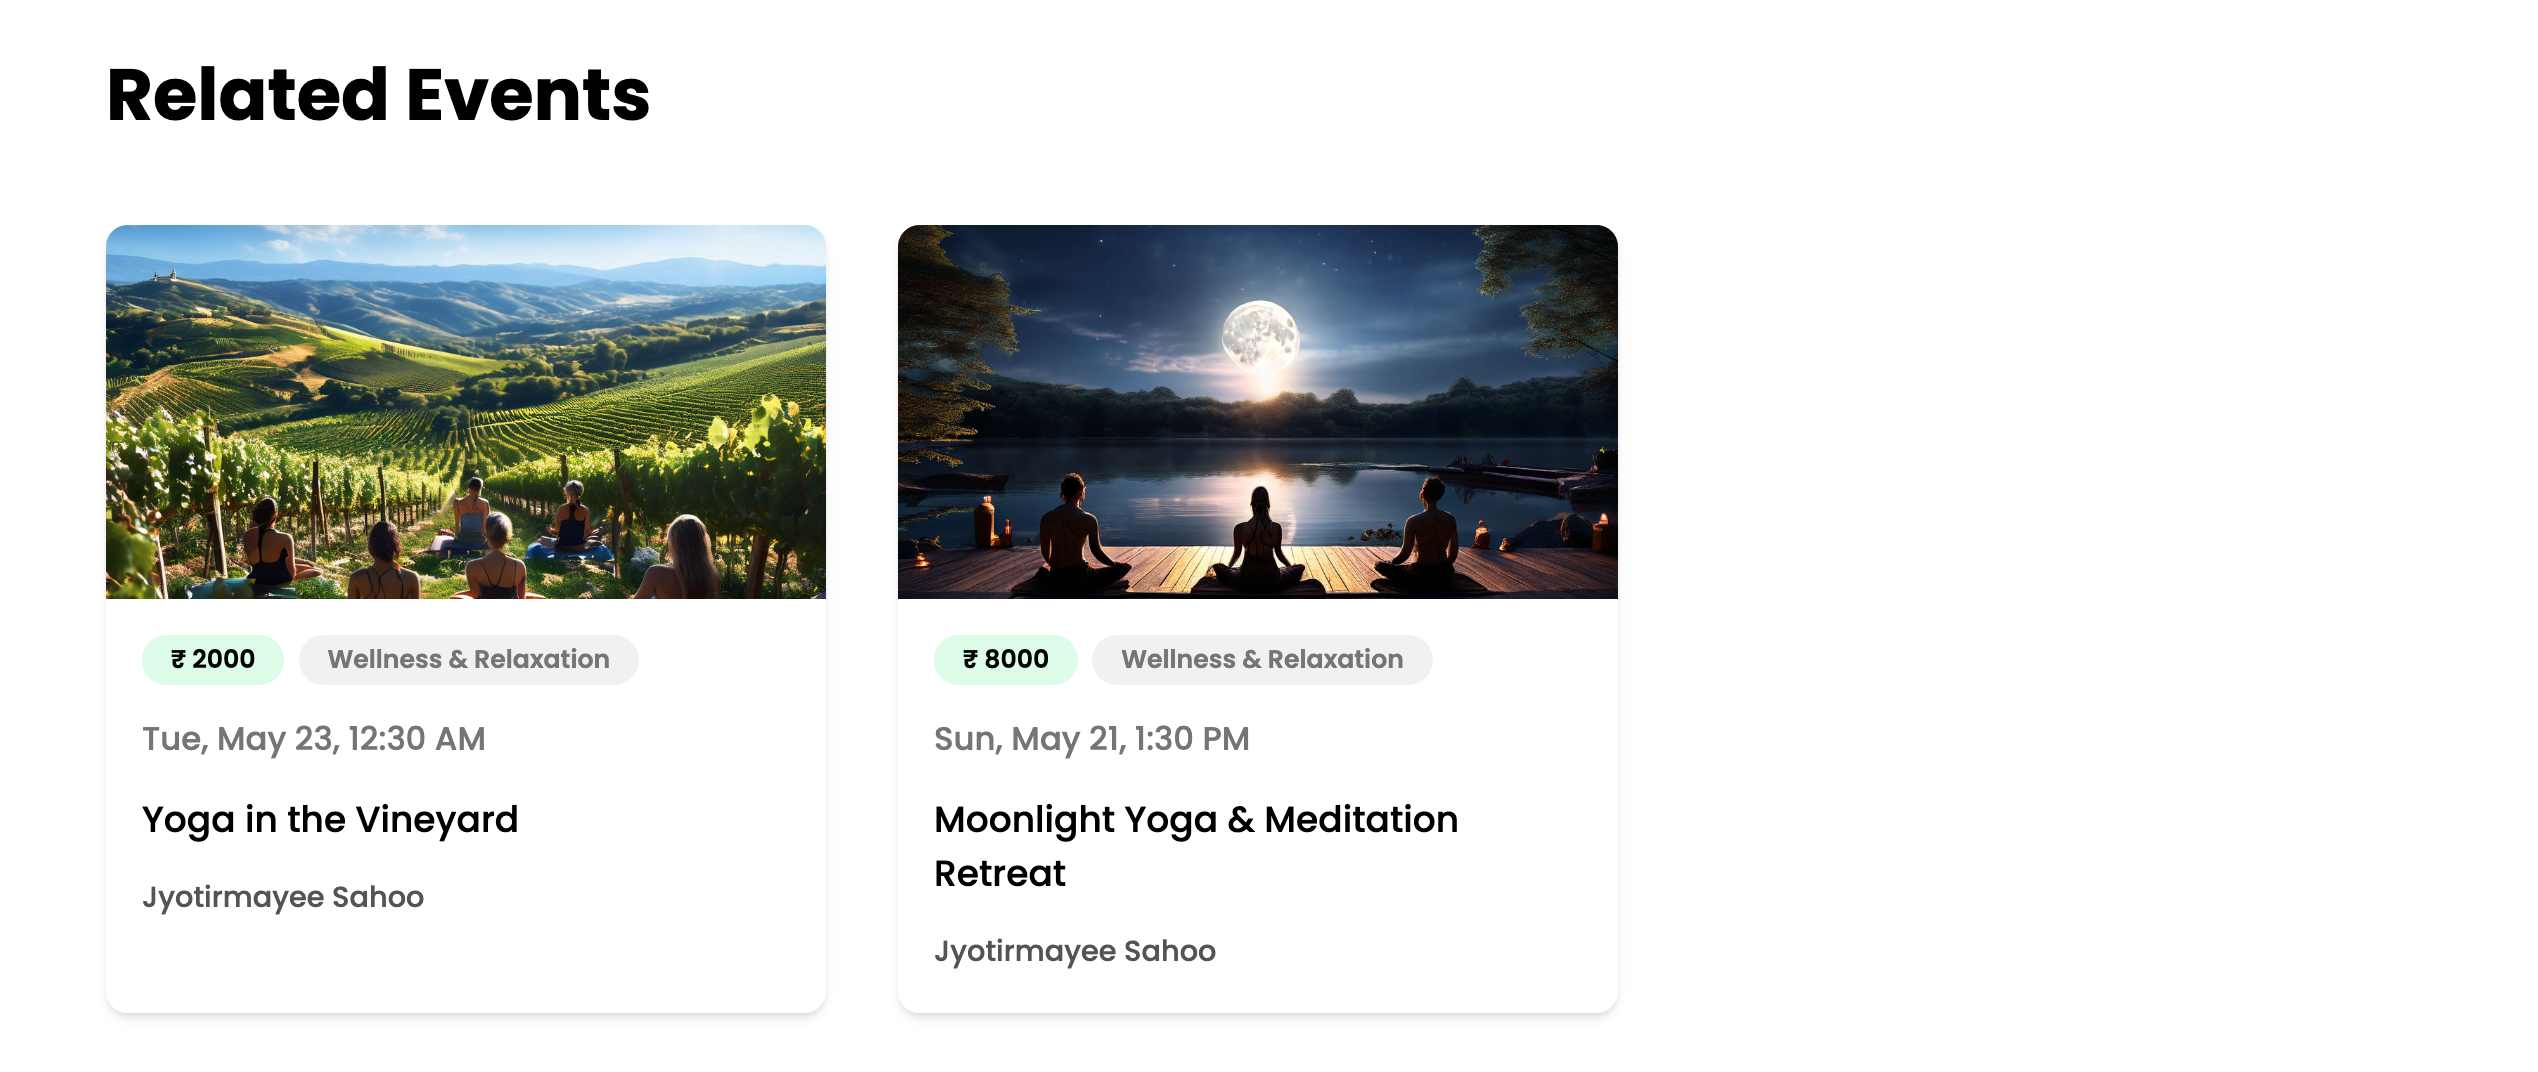 Related Events
₹ 2000
Wellness & Relaxation
Tue, May 23, 12:30 AM
Yoga in the Vineyard
Jyotirmayee Sahoo
₹ 8000
Wellness & Relaxation
Sun, May 21, 1:30 PM
Moonlight Yoga & Meditation
Retreat
Jyotirmayee Sahoo